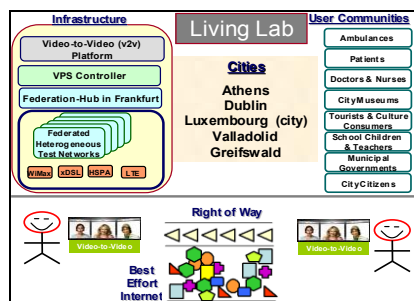 Infrastructure
Video-to-Video (v2v)
Platform
VPS Controller
Federation-Hub in Frankfurt
Federated
Heterogeneous
Test Networks
WiMax
xDSL
HSPA
LTE
Living Lab
Cities
Athens
Dublin
Luxembourg (city)
Valladolid
Greifswald
User Communities
Ambulances
Patients
Doctors & Nurses
CityMuseums
Tourists & Culture
Consumers
School Children
& Teachers
Municipal
Governments
CityCitizens
Right of Way
Video-to-Video
Video-to-Video
Best
Effort
Internet